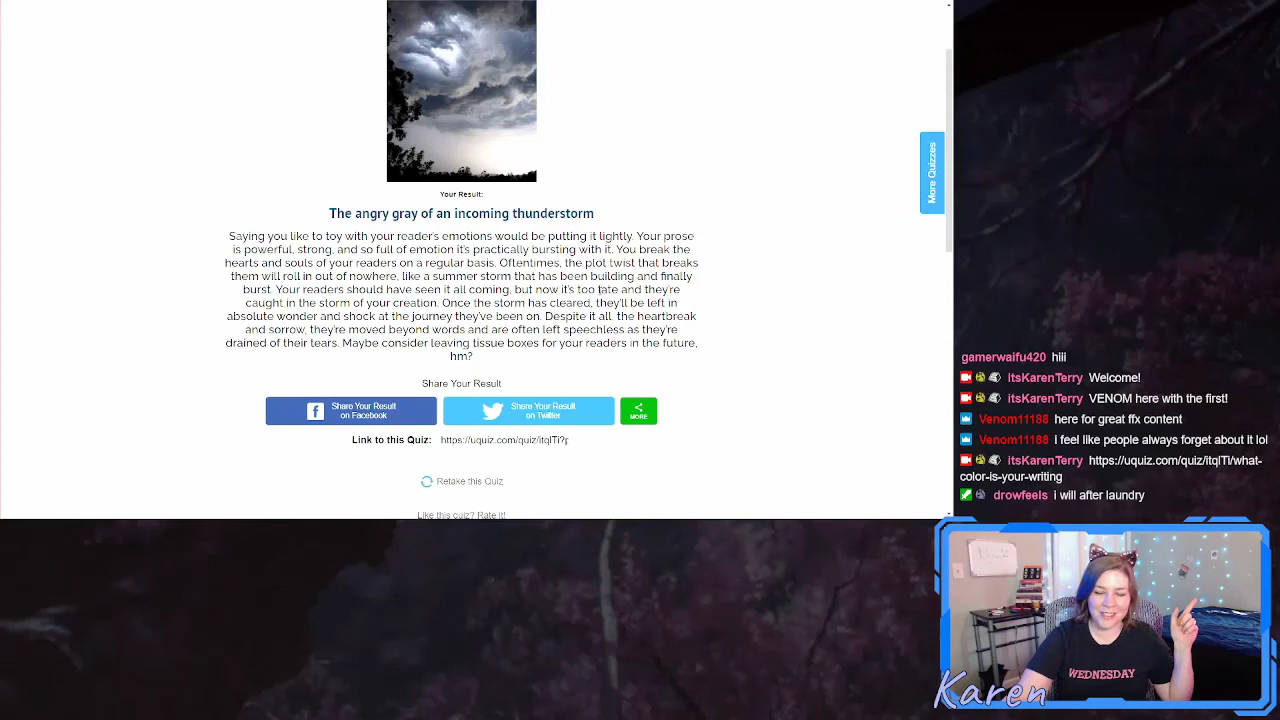 Your Result:
The angry gray of an incoming thunderstorm
Saying you like to toy with your reader's emotions would be putting it lightly. Your prose
is powerful, strong, and so full of emotion it's practically bursting with it. You break the
hearts and souls of your readers on a regular basis. Oftentimes, the plot twist that breaks
them will roll in out of nowhere, like a summer storm that has been building and finally
burst. Your readers should have seen it all coming, but now it's too late and they're
caught in the storm of your creation. Once the storm has cleared, they'll be left in
absolute wonder and shock at the journey they've been on. Despite it all, the heartbreak
and sorrow, they're moved beyond words and are often left speechless as they're
drained of their tears. Maybe consider leaving tissue boxes for your readers in the future,
hm?
Share Your Result
Share Your Result
on Facebook
Share Your Result
on Twitter
MORE
Link to this Quiz: https://uquiz.com/quiz/itqlTi?p
Retake this Quiz
Like this quiz? Rate it!
More Quizzes
gamerwaifu420 hiii
ItsKarenTerry Welcome!
ItsKarenTerry VENOM here with the first!
Venom11188 here for great ffx content
Venom11188 i feel like people always forget about it lol
ItsKarenTerry https://uquiz.com/quiz/itqlTi/what-
color-is-your-writing
drowfeels i will after laundry
WEDNESDAY
Karen